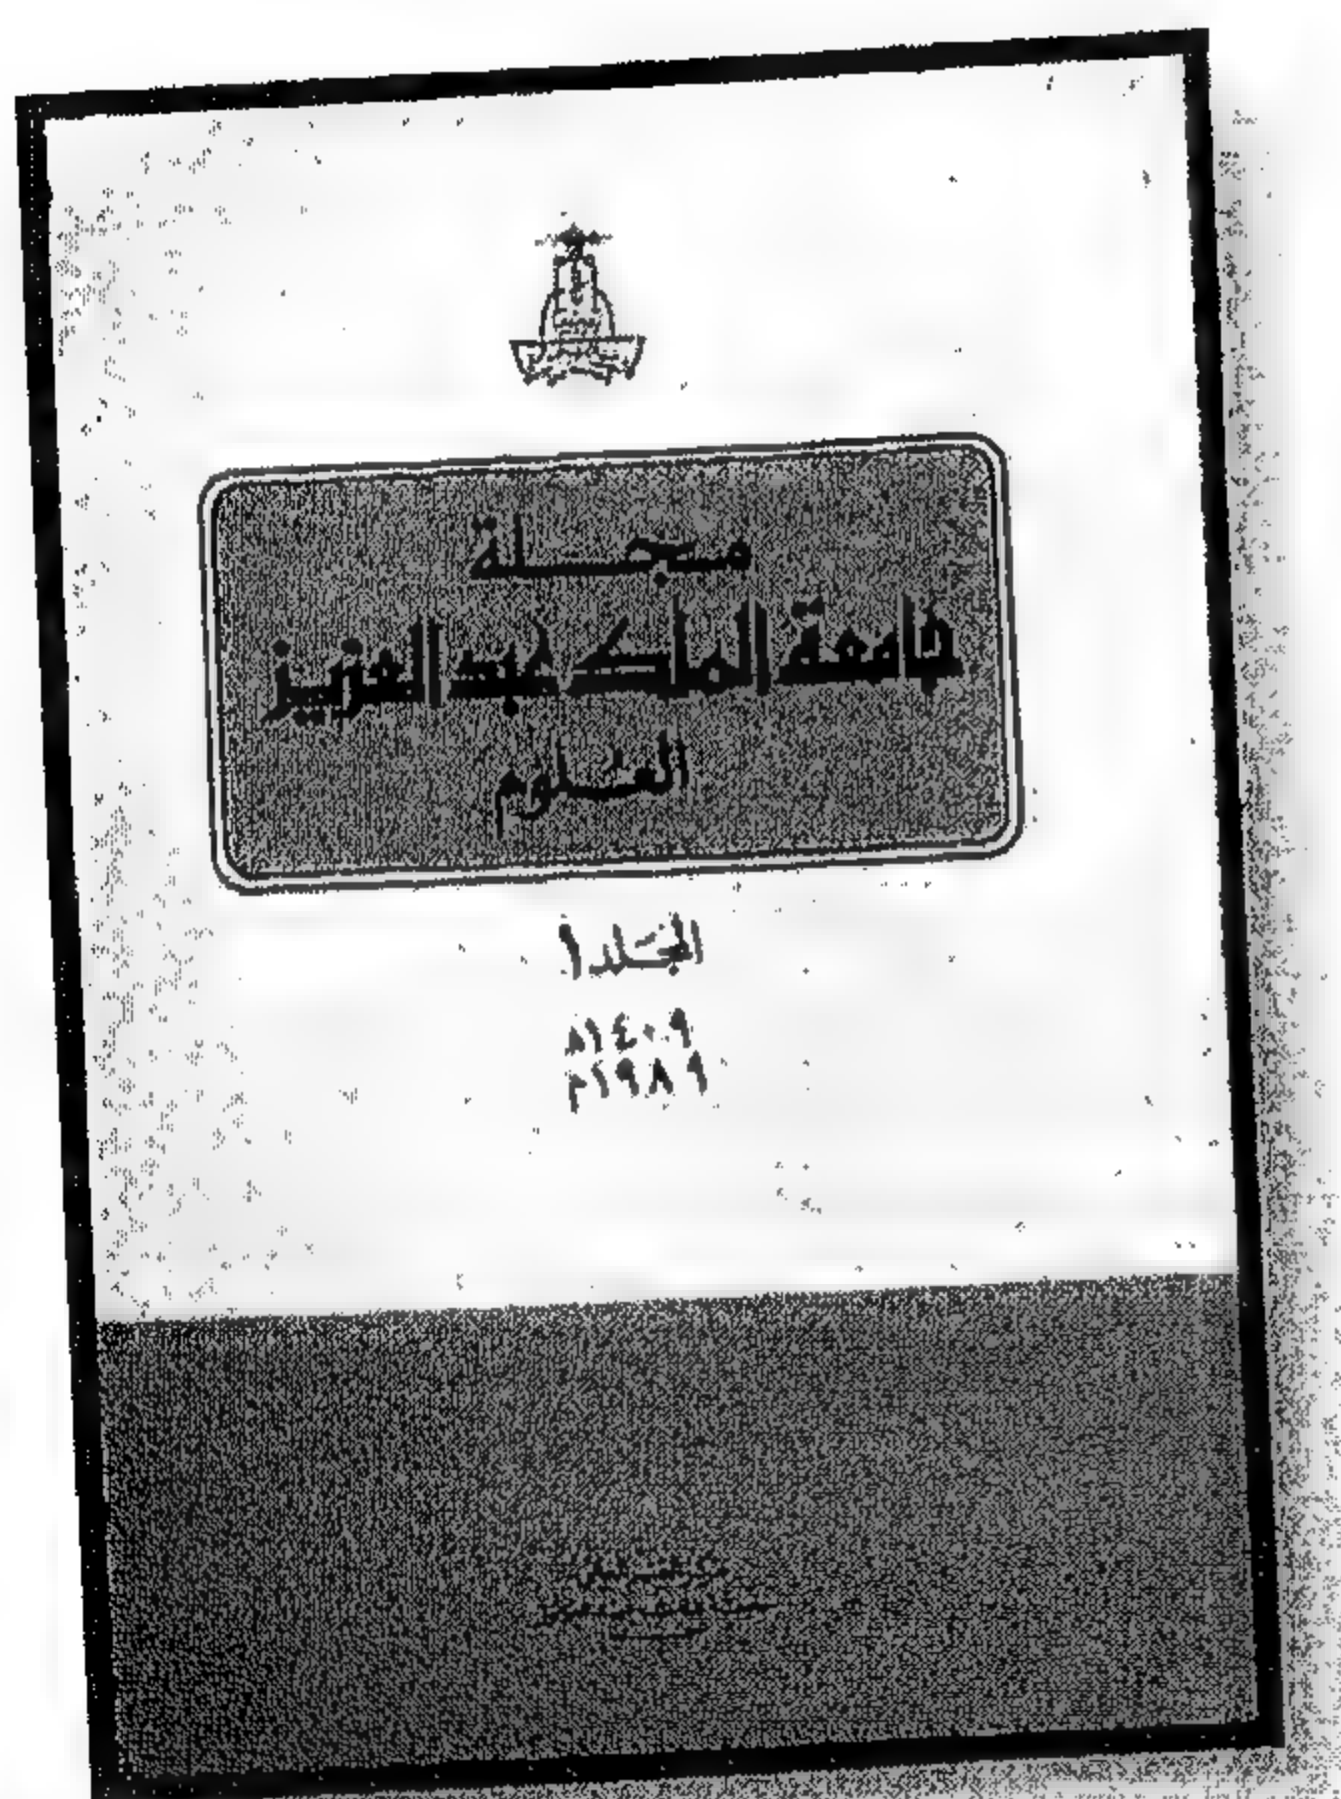 مجلة
جامعة الملك عبد العزيز
العلوم
المجلد ١
١٤٠٩هـ
١٩٨٩م